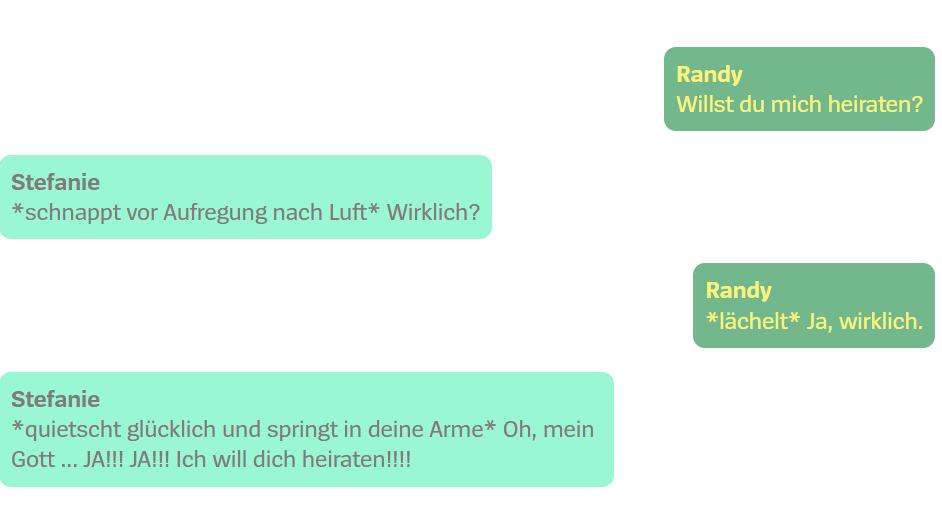 Randy
Willst du mich heiraten?
Stefanie
*schnappt vor Aufregung nach Luft* Wirklich?
Randy
*lächelt* Ja, wirklich.
Stefanie
*quietscht glücklich und springt in deine Arme* Oh, mein
Gott ... JA!!! JA!!! Ich will dich heiraten!!!!